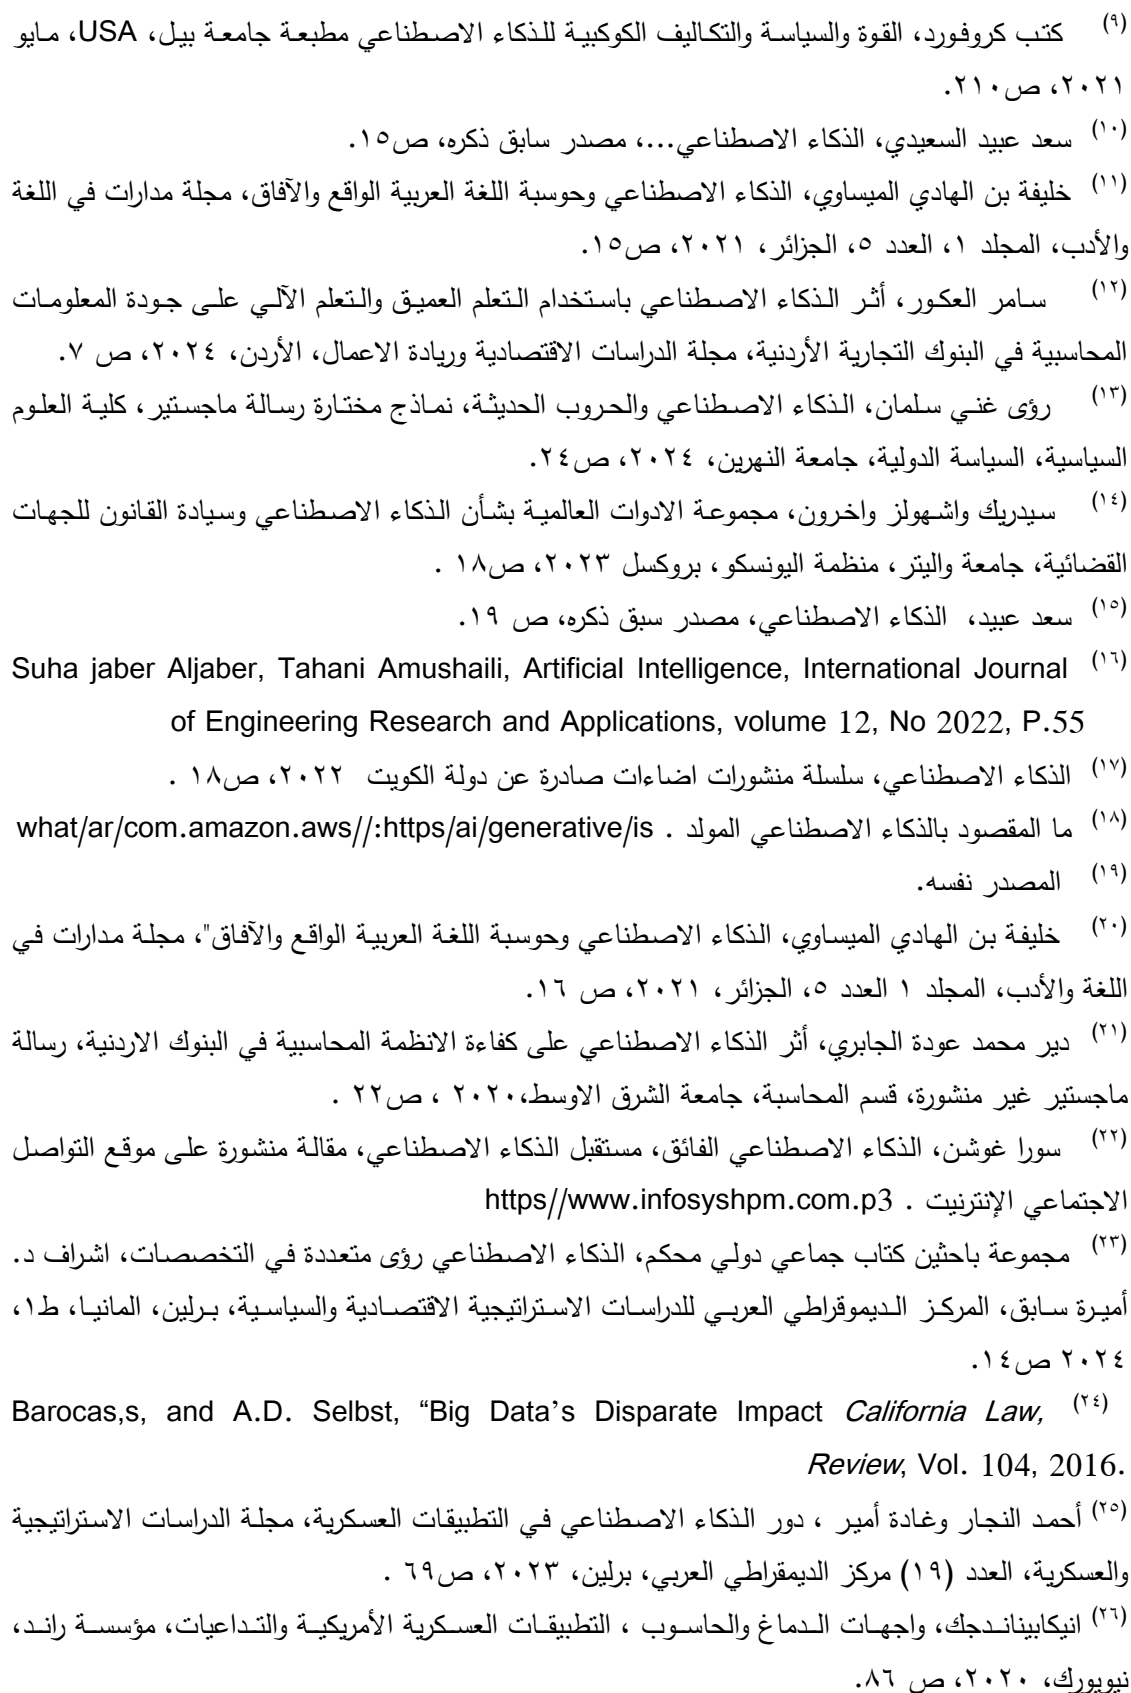 (٩) كتب كروفورد، القوة والسياسة والتكاليف الكوكبية للذكاء الاصطناعي مطبعة جامعة بيل، USA، مايو
٢٠٢١، ص٢١٠.
(١٠) سعد عبيد السعيدي، الذكاء الاصطناعي...، مصدر سابق ذكره، ص١٥.
(١١) خليفة بن الهادي الميساوي، الذكاء الاصطناعي وحوسبة اللغة العربية الواقع والآفاق، مجلة مدارات في اللغة
والأدب، المجلد ١، العدد ٥، الجزائر، ٢٠٢١، ص١٥.
(١٢) سامر العكور، أثر الذكاء الاصطناعي باستخدام التعلم العميق والتعلم الآلي على جودة المعلومات
المحاسبية في البنوك التجارية الأردنية، مجلة الدراسات الاقتصادية وريادة الاعمال، الأردن، ٢٠٢٤، ص ٧.
(١٣) رؤى غني سلمان، الذكاء الاصطناعي والحروب الحديثة، نماذج مختارة رسالة ماجستير، كلية العلوم
السياسية، السياسة الدولية، جامعة النهرين، ٢٠٢٤، ص٢٤.
(١٤) سيدريك واشهولز واخرون، مجموعة الادوات العالمية بشأن الذكاء الاصطناعي وسيادة القانون للجهات
القضائية، جامعة واليتر، منظمة اليونسكو، بروكسل ٢٠٢٣، ص١٨ .
(١٥) سعد عبيد، الذكاء الاصطناعي، مصدر سبق ذكره، ص ١٩.
Suha jaber Aljaber, Tahani Amushaili, Artificial Intelligence, International Journal (١٦)
of Engineering Research and Applications, volume 12, No 2022, P.55
(١٧) الذكاء الاصطناعي، سلسلة منشورات اضاءات صادرة عن دولة الكويت ٢٠٢٢، ص١٨ .
(١٨) ما المقصود بالذكاء الاصطناعي المولد . what/ar/com.amazon.aws//:https/ai/generative/is
(١٩) المصدر نفسه.
(٢٠) خليفة بن الهادي الميساوي، الذكاء الاصطناعي وحوسبة اللغة العربية الواقع والآفاق"، مجلة مدارات في
اللغة والأدب، المجلد ١ العدد ٥، الجزائر، ٢٠٢١، ص ١٦.
(٢١) دير محمد عودة الجابري، أثر الذكاء الاصطناعي على كفاءة الانظمة المحاسبية في البنوك الاردنية، رسالة
ماجستير غير منشورة، قسم المحاسبة، جامعة الشرق الاوسط،٢٠٢٠ ، ص٢٢ .
(٢٢) سورا غوشن، الذكاء الاصطناعي الفائق، مستقبل الذكاء الاصطناعي، مقالة منشورة على موقع التواصل
الاجتماعي الإنترنيت . https//www.infosyshpm.com.p3
(٢٣) مجموعة باحثين كتاب جماعي دولي محكم، الذكاء الاصطناعي رؤى متعددة في التخصصات، اشراف د.
أميرة سابق، المركز الديموقراطي العربي للدراسات الاستراتيجية الاقتصادية والسياسية، برلين، المانيا، ط١،
٢٠٢٤ ص١٤.
Barocas,s, and A.D. Selbst, “Big Data’s Disparate Impact California Law, (٢٤)
Review, Vol. 104, 2016.
(٢٥) أحمد النجار وغادة أمير ، دور الذكاء الاصطناعي في التطبيقات العسكرية، مجلة الدراسات الاستراتيجية
والعسكرية، العدد (١٩) مركز الديمقراطي العربي، برلين، ٢٠٢٣، ص٦٩ .
(٢٦) انيكابيناندجك، واجهات الدماغ والحاسوب ، التطبيقات العسكرية الأمريكية والتداعيات، مؤسسة راند،
نيويورك، ٢٠٢٠، ص ٨٦.